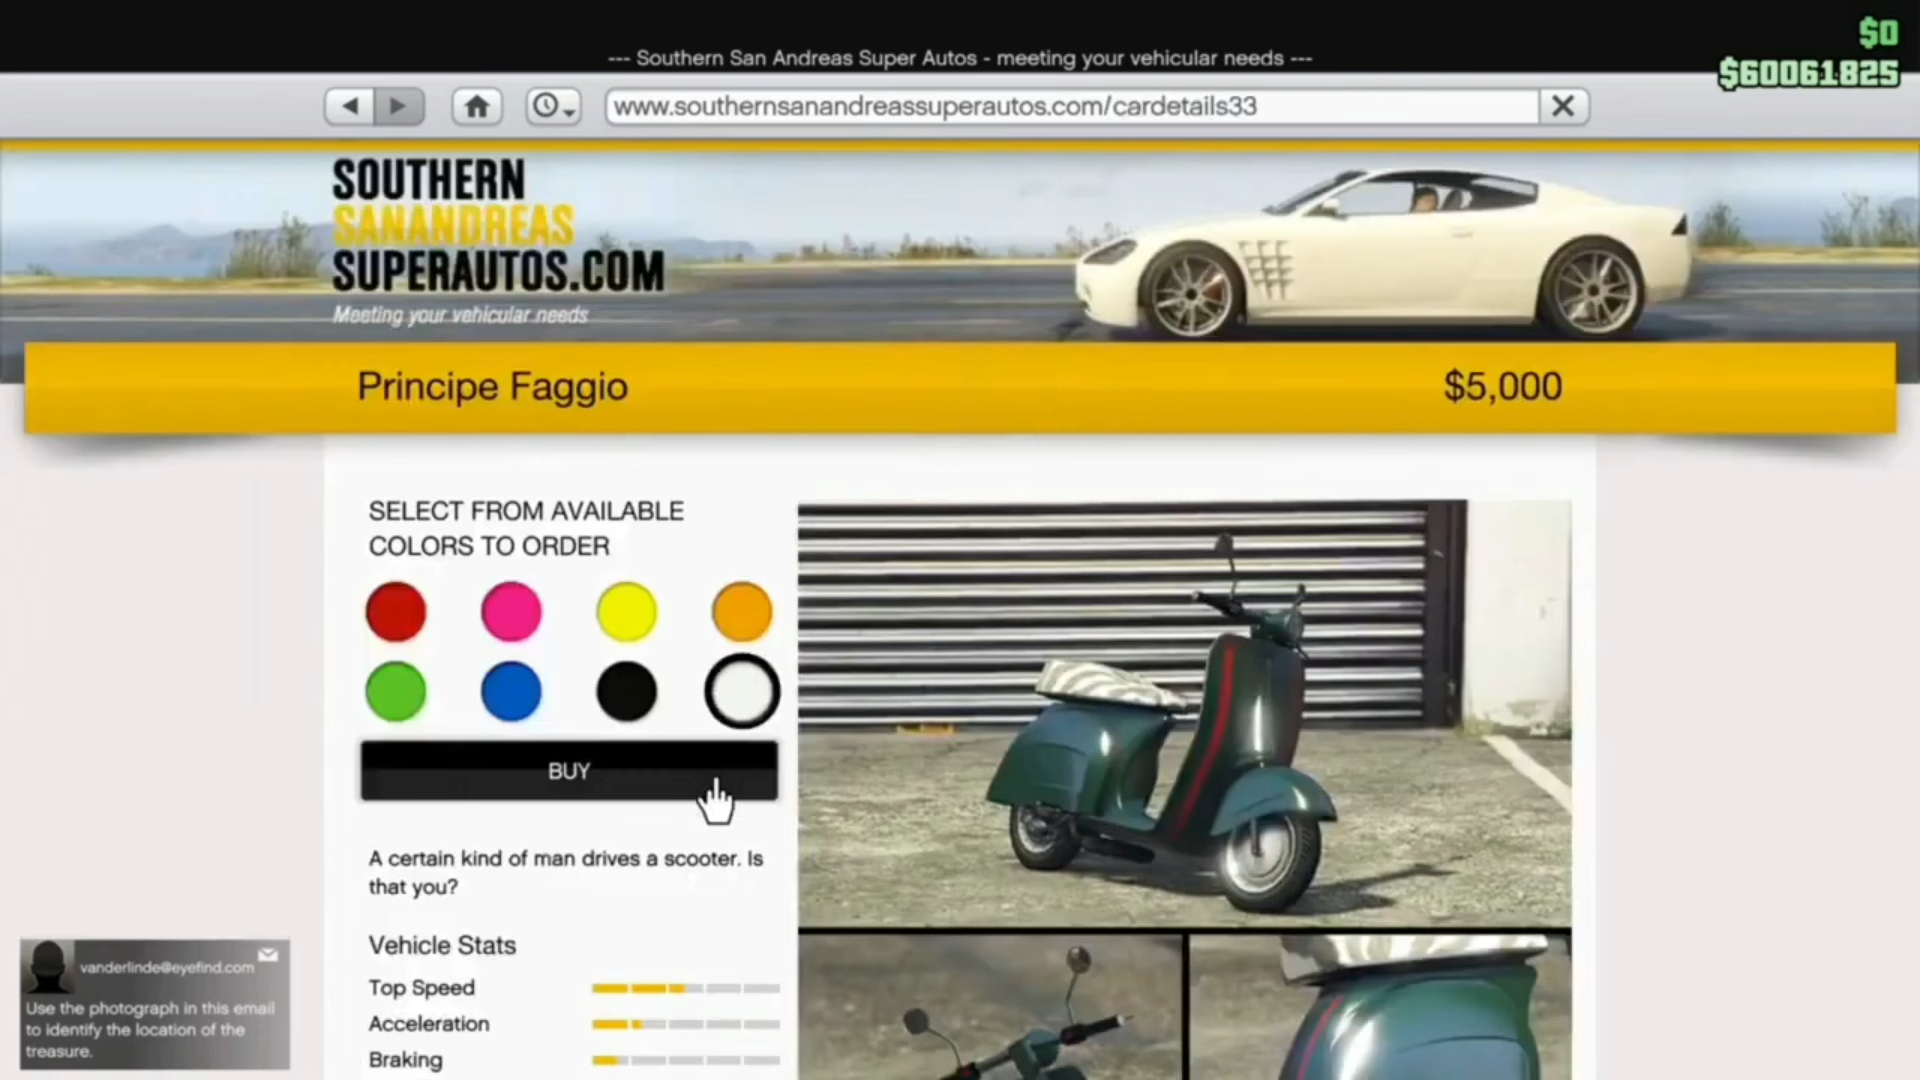 $0
--- Southern San Andreas Super Autos - meeting your vehicular needs ---
$60061825
www.southernsanandreassuperautos.com/cardetails33
SOUTHERN
SANANDREAS
SUPERAUTOS.COM
Meeting your vehicular needs
Principe Faggio
$5,000
SELECT FROM AVAILABLE
COLORS TO ORDER
BUY
A certain kind of man drives a scooter. Is
that you?
Vehicle Stats
Top Speed
Acceleration
Braking
vanderlinde@eyefind.com
Use the photograph in this email
to identify the location of the
treasure.